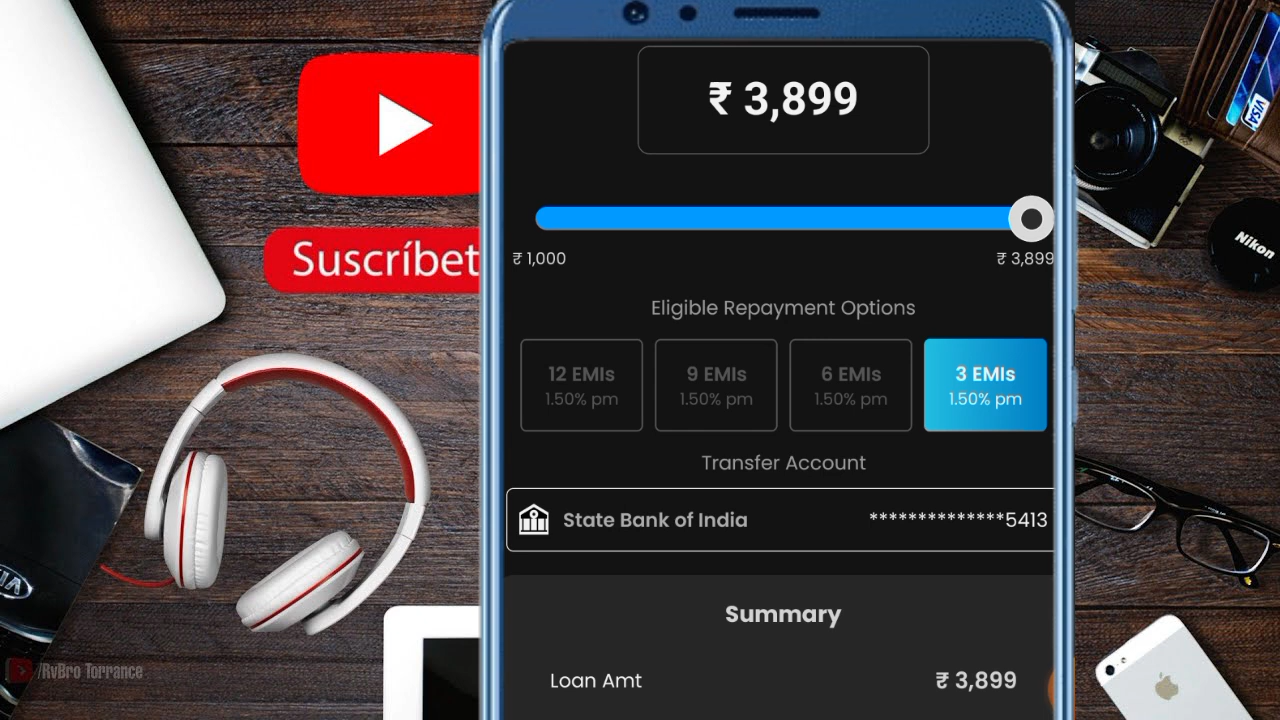 ₹ 3,899
Suscríbet
₹ 1,000
₹ 3,899
Eligible Repayment Options
12 EMIs
1.50% pm
9 EMIs
1.50% pm
6 EMIs
1.50% pm
3 EMIs
1.50% pm
Transfer Account
State Bank of India
**************5413
Summary
Loan Amt
₹ 3,899
VISA
Nikon
KIA
/RvBro Torrance